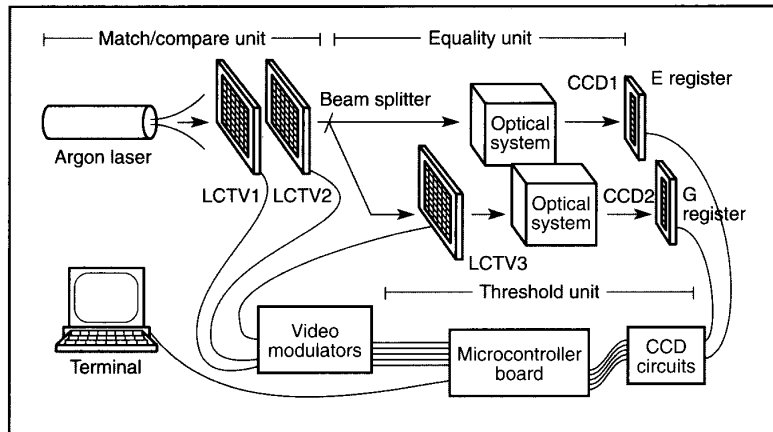 Match/compare unit
Equality unit
CCD1
E register
Beam splitter
Optical
system
Argon laser
LCTV1
LCTV2
Optical
system
CCD2
G
register
LCTV3
Threshold unit
Video
modulators
Microcontroller
board
CCD
circuits
Terminal